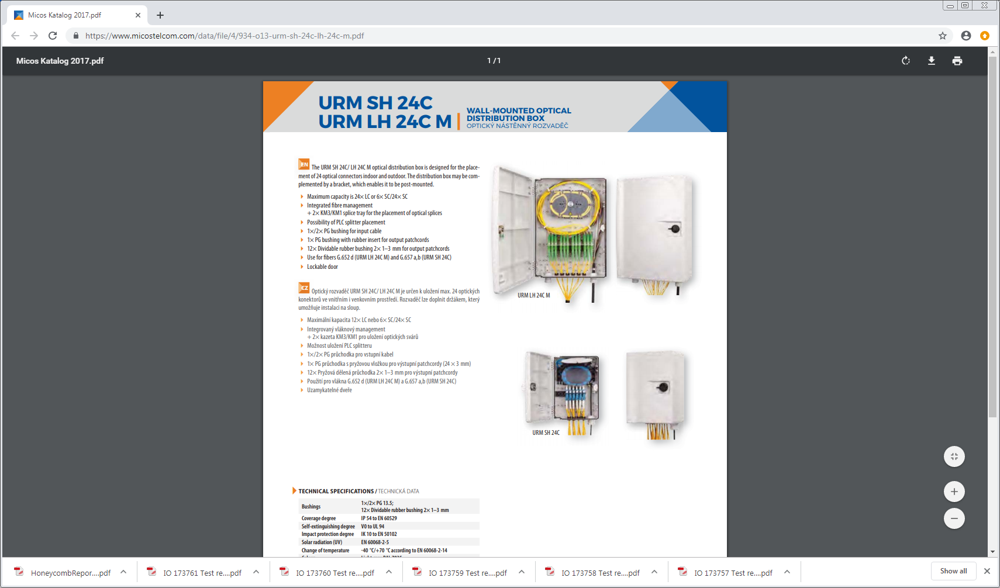 Micos Katalog 2017.pdf
https://www.micostelcom.com/data/file/4/934-o13-urm-sh-24c-lh-24c-m.pdf
Micos Katalog 2017.pdf
1 / 1
URM SH 24C
URM LH 24C M
WALL-MOUNTED OPTICAL
DISTRIBUTION BOX
OPTICKÝ NÁSTĚNNÝ ROZVADĚČ
EN The URM SH 24C/ LH 24C M optical distribution box is designed for the place-
ment of 24 optical connectors indoor and outdoor. The distribution box may be com-
plemented by a bracket, which enables it to be post-mounted.
Maximum capacity is 24× LC or 6× SC/24× SC
Integrated fibre management
+ 2× KM3/KM1 splice tray for the placement of optical splices
Possibility of PLC splitter placement
1×/2× PG bushing for input cable
1× PG bushing with rubber insert for output patchcords
12× Dividable rubber bushing 2× 1–3 mm for output patchcords
Use for fibers G.652 d (URM LH 24C M) and G.657 a,b (URM SH 24C)
Lockable door
CZ Optický rozvaděč URM SH 24C/ LH 24C M je určen k uložení max. 24 optických
konektorů ve vnitřním i venkovním prostředí. Rozvaděč lze doplnit držákem, který
umožňuje instalaci na sloup.
Maximální kapacita 12× LC nebo 6× SC/24× SC
Integrovaný vláknový management
+ 2× kazeta KM3/KM1 pro uložení optických svárů
Možnost uložení PLC splitteru
1×/2× PG průchodka pro vstupní kabel
1× PG průchodka s pryžovou vložkou pro výstupní patchcordy (24 × 3 mm)
12× Pryžová dělená průchodka 2× 1–3 mm pro výstupní patchcordy
Použití pro vlákna G.652 d (URM LH 24C M) a G.657 a,b (URM SH 24C)
Uzamykatelné dveře
URM LH 24C M
URM SH 24C
TECHNICAL SPECIFICATIONS / TECHNICKÁ DATA
Bushings 1×/2× PG 13.5;
12× Dividable rubber bushing 2× 1–3 mm
Coverage degree IP 54 to EN 60529
Self-extinguishing degree V0 to UL 94
Impact protection degree IK 10 to EN 50102
Solar radiation (UV) EN 60068-2-5
Change of temperature -40 °C/+70 °C according to EN 60068-2-14
HoneycombRepor....pdf
IO 173761 Test re....pdf
IO 173760 Test re....pdf
IO 173759 Test re....pdf
IO 173758 Test re....pdf
IO 173757 Test re....pdf
Show all